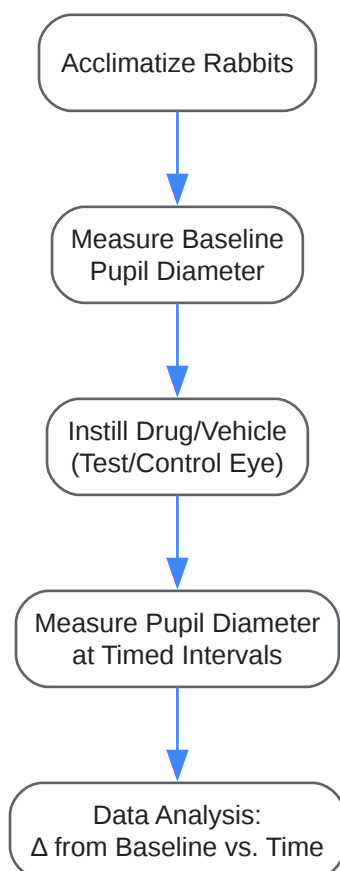 Acclimatize Rabbits
Measure Baseline
Pupil Diameter
Instill Drug/Vehicle
(Test/Control Eye)
Measure Pupil Diameter
at Timed Intervals
Data Analysis:
Δ from Baseline vs. Time